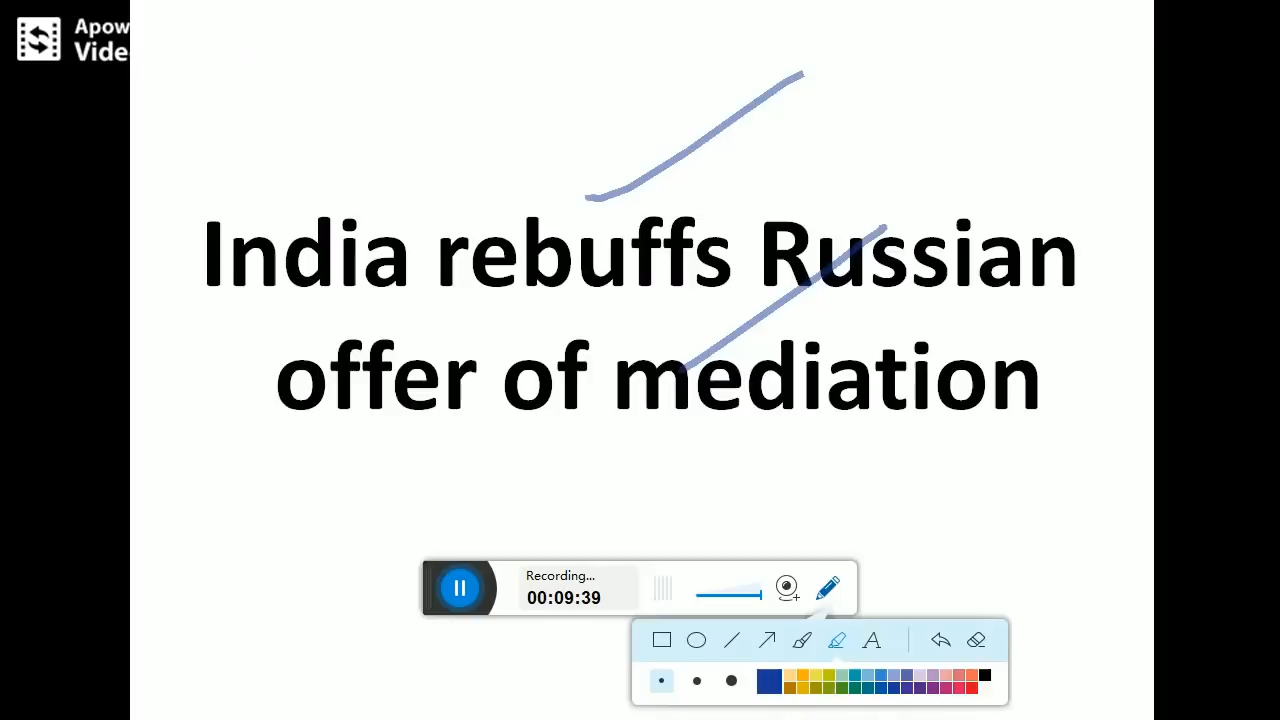 Apow
Vide
India rebuffs Russian
offer of mediation
Recording...
00:09:39
A